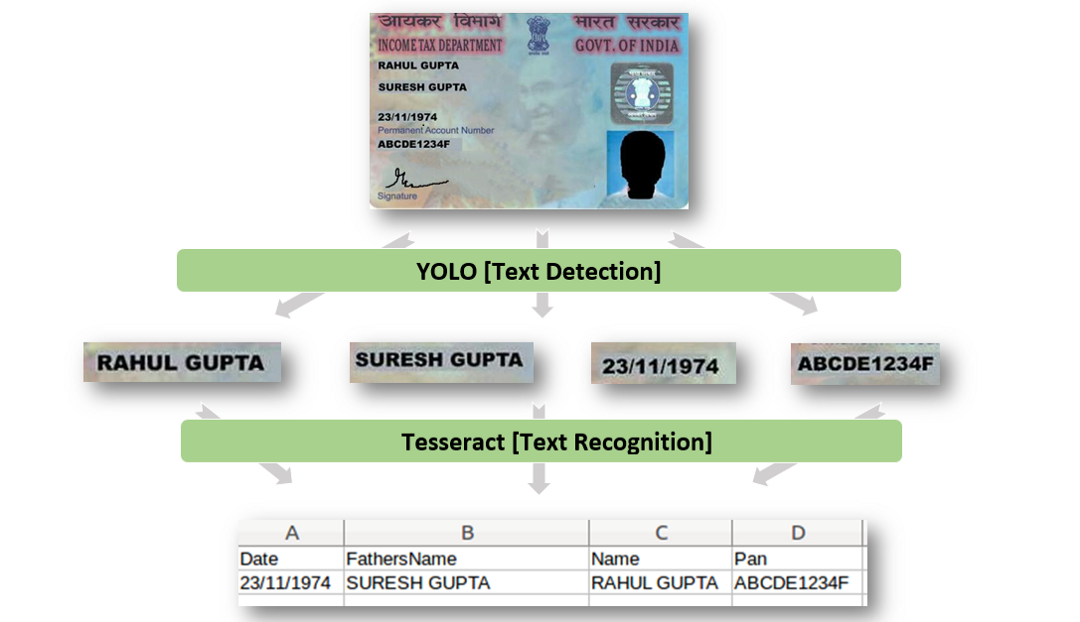 आयकर विभाग भारत सरकार
INCOME TAX DEPARTMENT GOVT. OF INDIA
RAHUL GUPTA
SURESH GUPTA
23/11/1974
Permanent Account Number
ABCDE1234F
Signature
YOLO [Text Detection]
RAHUL GUPTA SURESH GUPTA 23/11/1974 ABCDE1234F
Tesseract [Text Recognition]
A B C D
Date FathersName Name Pan
23/11/1974 SURESH GUPTA RAHUL GUPTA ABCDE1234F